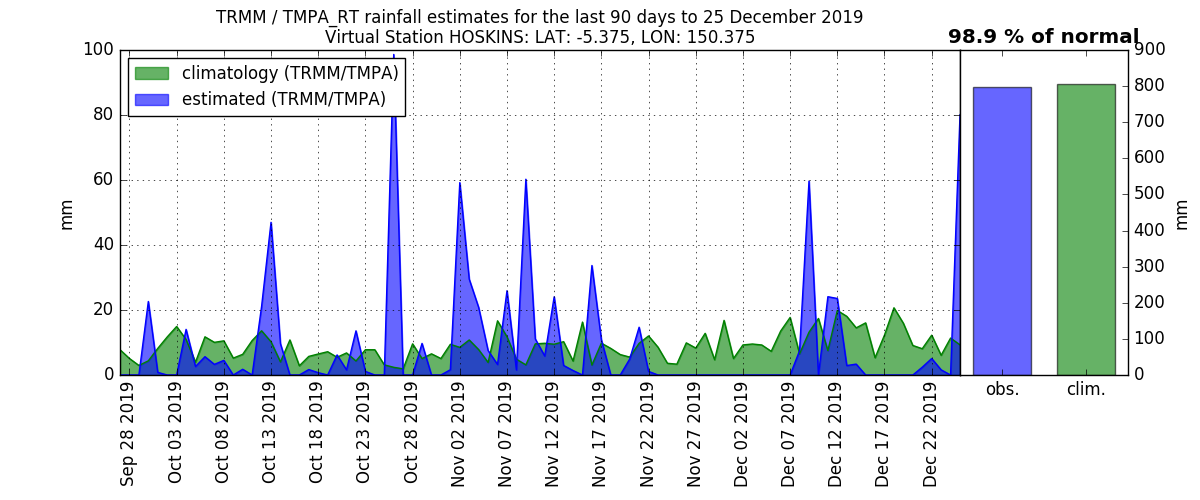 TRMM / TMPA_RT rainfall estimates for the last 90 days to 25 December 2019
Virtual Station HOSKINS: LAT: -5.375, LON: 150.375
98.9 % of normal
climatology (TRMM/TMPA)
estimated (TRMM/TMPA)
mm
100
80
60
40
20
0
Sep 28 2019
Oct 03 2019
Oct 08 2019
Oct 13 2019
Oct 18 2019
Oct 23 2019
Oct 28 2019
Nov 02 2019
Nov 07 2019
Nov 12 2019
Nov 17 2019
Nov 22 2019
Nov 27 2019
Dec 02 2019
Dec 07 2019
Dec 12 2019
Dec 17 2019
Dec 22 2019
900
800
700
600
500
400
300
200
100
0
mm
obs.
clim.